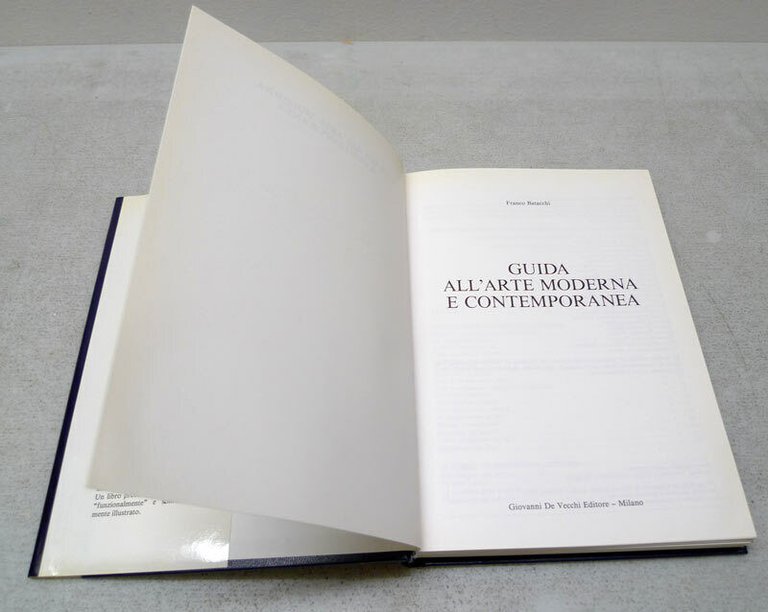 Un libro
"funzionalmente" e
mente illustrato.
Franco Batacchi
GUIDA
ALL'ARTE MODERNA
E CONTEMPORANEA
Giovanni De Vecchi Editore – Milano